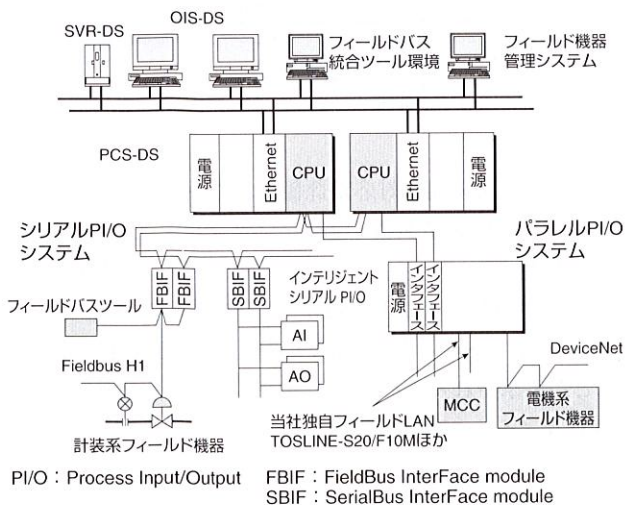 SVR-DS
OIS-DS
フィールドバス
統合ツール環境
フィールド機器
管理システム
PCS-DS
電源
Ethernet
CPU
CPU
Ethernet
電源
シリアルPI/O
システム
パラレルPI/O
システム
FBIF
FBIF
SBIF
SBIF
インテリジェント
シリアル PI/O
電源
インタフェース
インタフェース
フィールドバスツール
AI
AO
Fieldbus H1
DeviceNet
MCC
電機系
フィールド機器
計装系フィールド機器
当社独自フィールドLAN
TOSLINE-S20/F10Mほか
PI/O：Process Input/Output
FBIF：FieldBus InterFace module
SBIF：SerialBus InterFace module